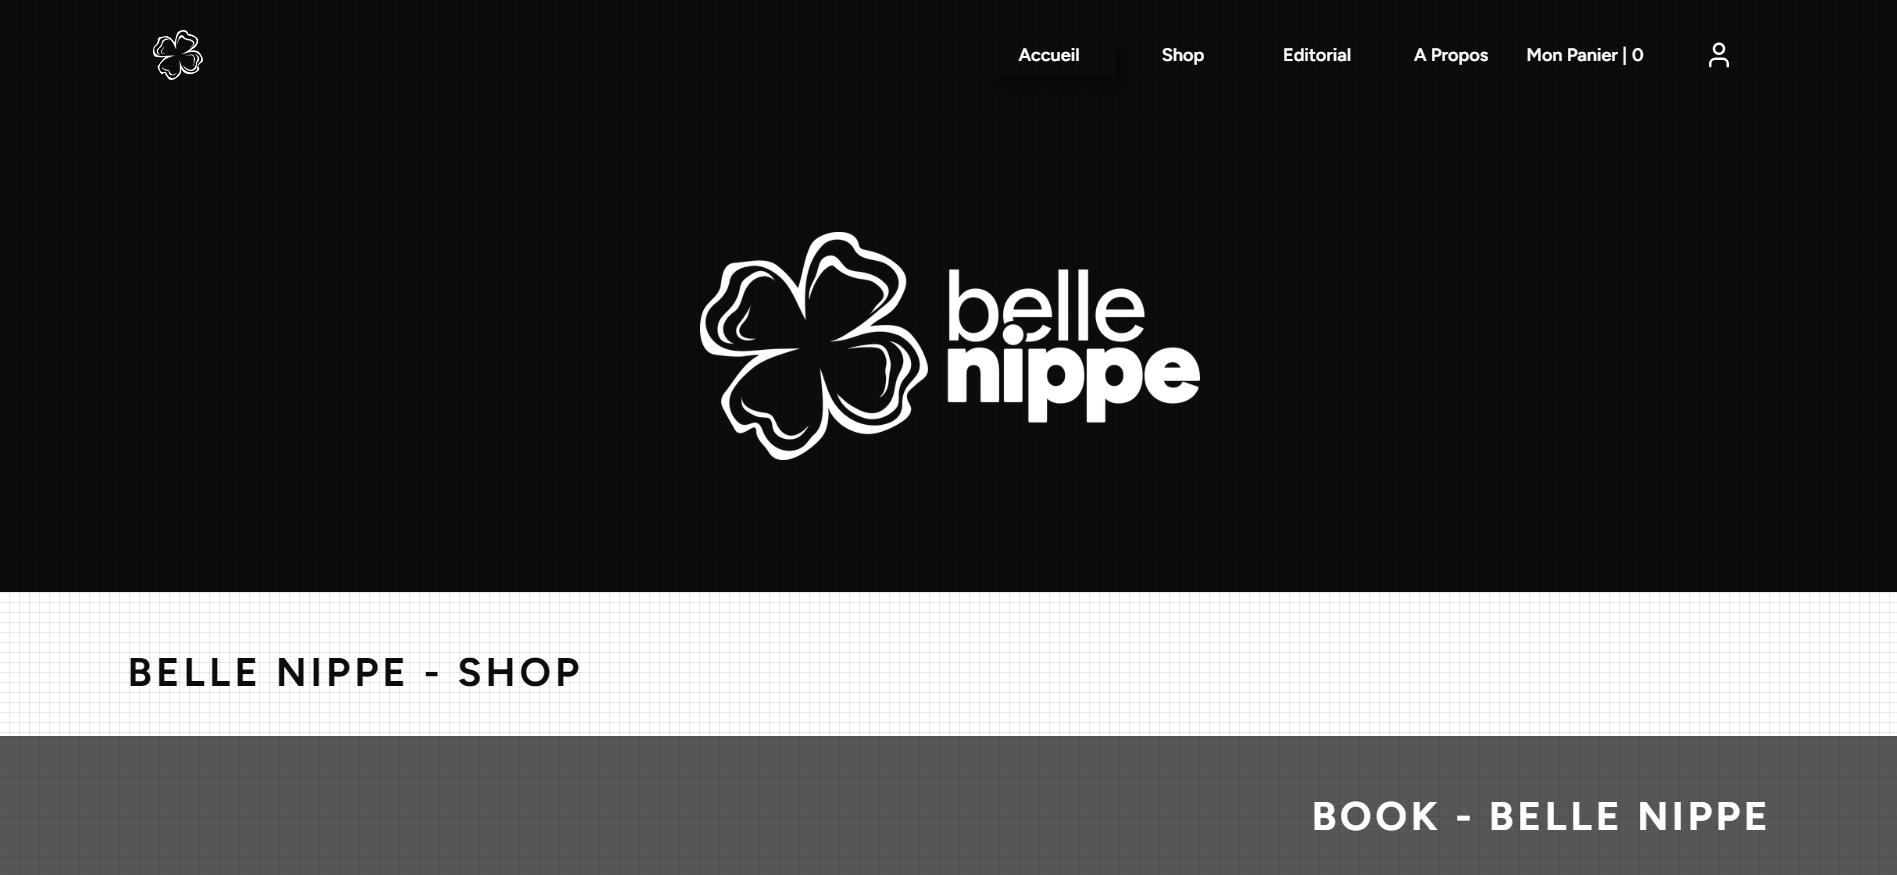 Accueil Shop Editorial A Propos Mon Panier | 0
belle
nippe
BELLE NIPPE - SHOP
BOOK - BELLE NIPPE